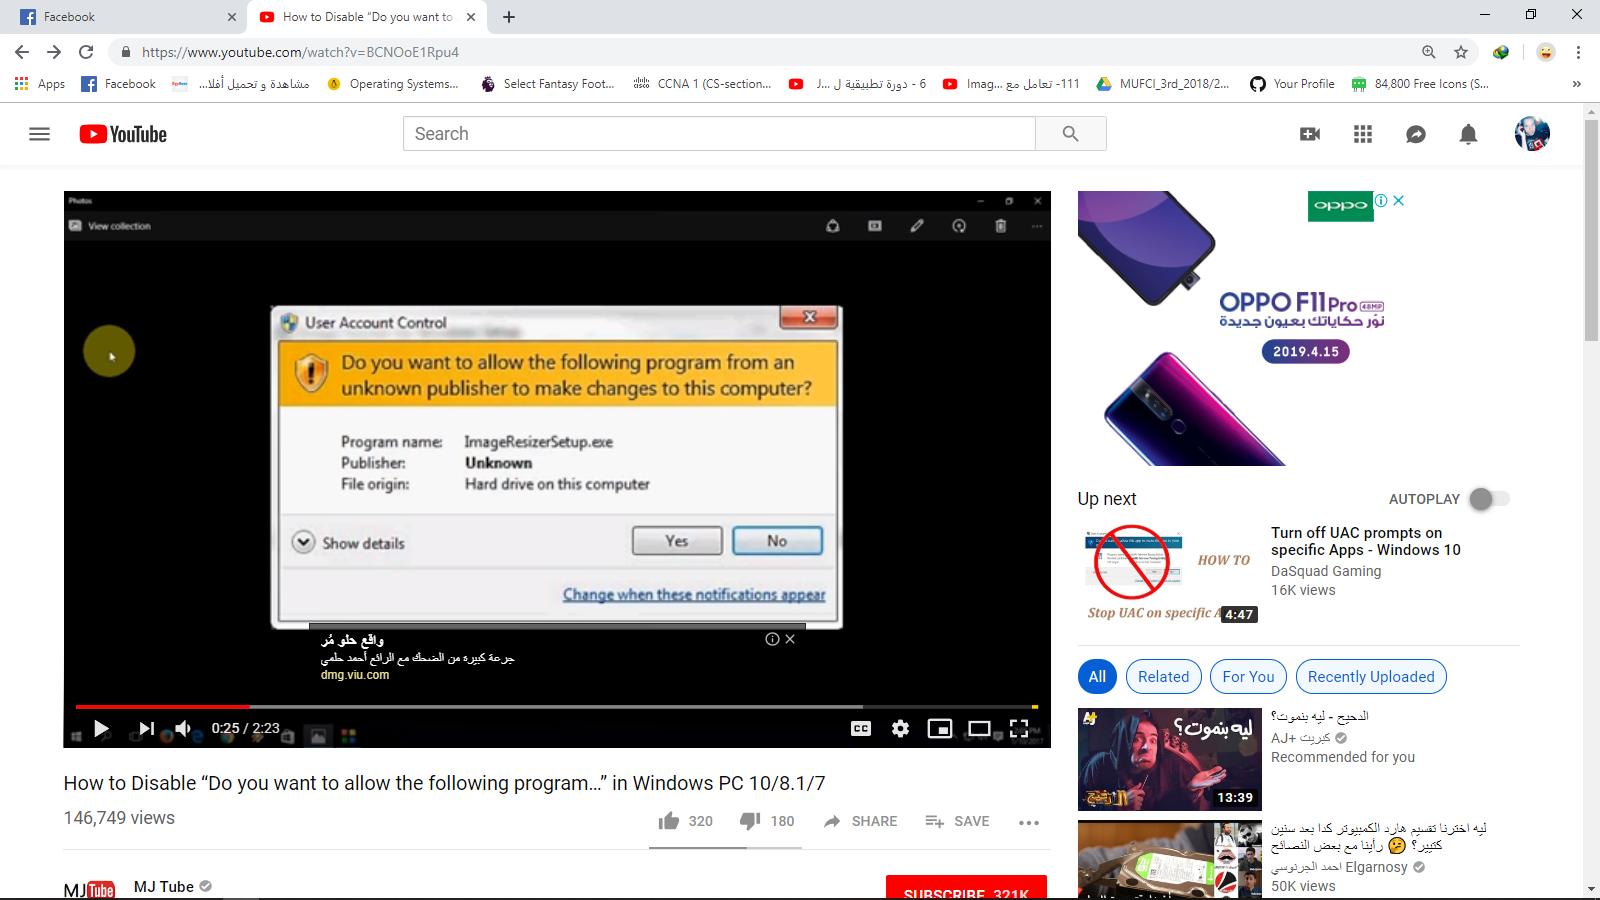 Facebook
How to Disable “Do you want to
https://www.youtube.com/watch?v=BCNOoE1Rpu4
Apps
Facebook
مشاهدة و تحميل أفلا...
Operating Systems...
Select Fantasy Foot...
CCNA 1 (CS-section...
6 - دورة تطبيقية ل J...
111- تعامل مع Imag...
MUFCI_3rd_2018/2...
Your Profile
84,800 Free Icons (S...
»
YouTube
Search
Photos
View collection
User Account Control
Do you want to allow the following program from an
unknown publisher to make changes to this computer?
Program name: ImageResizerSetup.exe
Publisher: Unknown
File origin: Hard drive on this computer
Show details
Yes
No
Change when these notifications appear
واقع حلو مُر
جرعة كبيرة من الضحك مع الرائع أحمد حلمي
dmg.viu.com
0:25 / 2:23
CC
How to Disable “Do you want to allow the following program…” in Windows PC 10/8.1/7
146,749 views
320
180
SHARE
SAVE
MJ Tube
MJ Tube
SUBSCRIBE 321K
oppo
OPPO F11 Pro 48MP
نوّر حكاياتك بعيون جديدة
2019.4.15
Up next
AUTOPLAY
HOW TO
Stop UAC on specific A
4:47
Turn off UAC prompts on
specific Apps - Windows 10
DaSquad Gaming
16K views
All
Related
For You
Recently Uploaded
ليه بنموت؟
الدحيح
13:39
الدحيح - ليه بنموت؟
AJ+ كبريت
Recommended for you
ليه اخترنا تقسيم هارد الكمبيوتر كدا بعد سنين
كتيير؟ 🤔 رأينا مع بعض النصائح
احمد الجرنوسي Elgarnosy
50K views